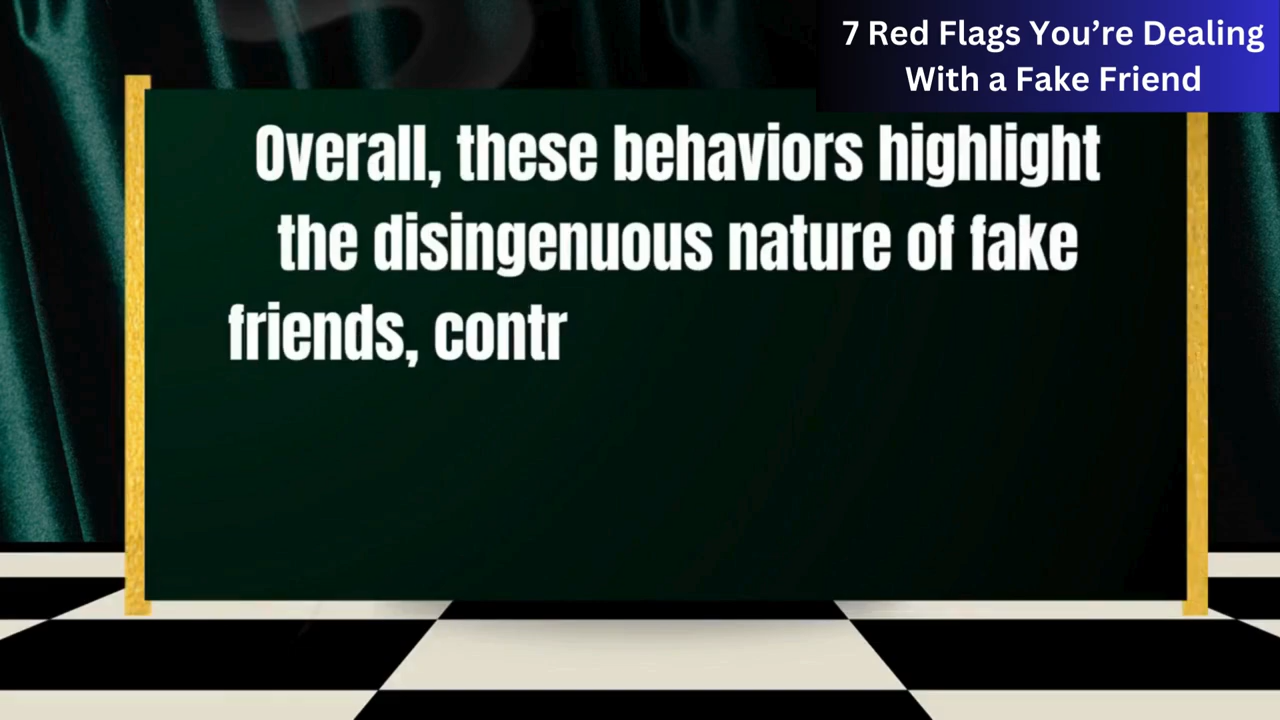 7 Red Flags You’re Dealing
With a Fake Friend
Overall, these behaviors highlight
the disingenuous nature of fake
friends, contr